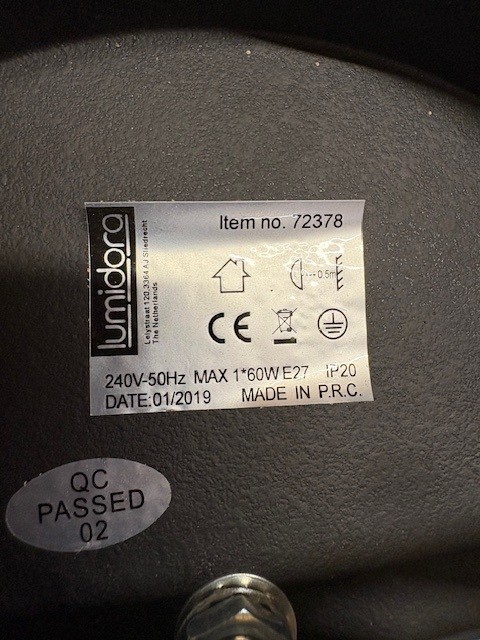 lumidora
Lelystraat 120,3364 AJ Sliedrecht
The Netherlands
Item no. 72378
0.5m
CE
240V-50Hz MAX 1*60W E27 IP20
DATE:01/2019 MADE IN P.R.C.
QC
PASSED
02